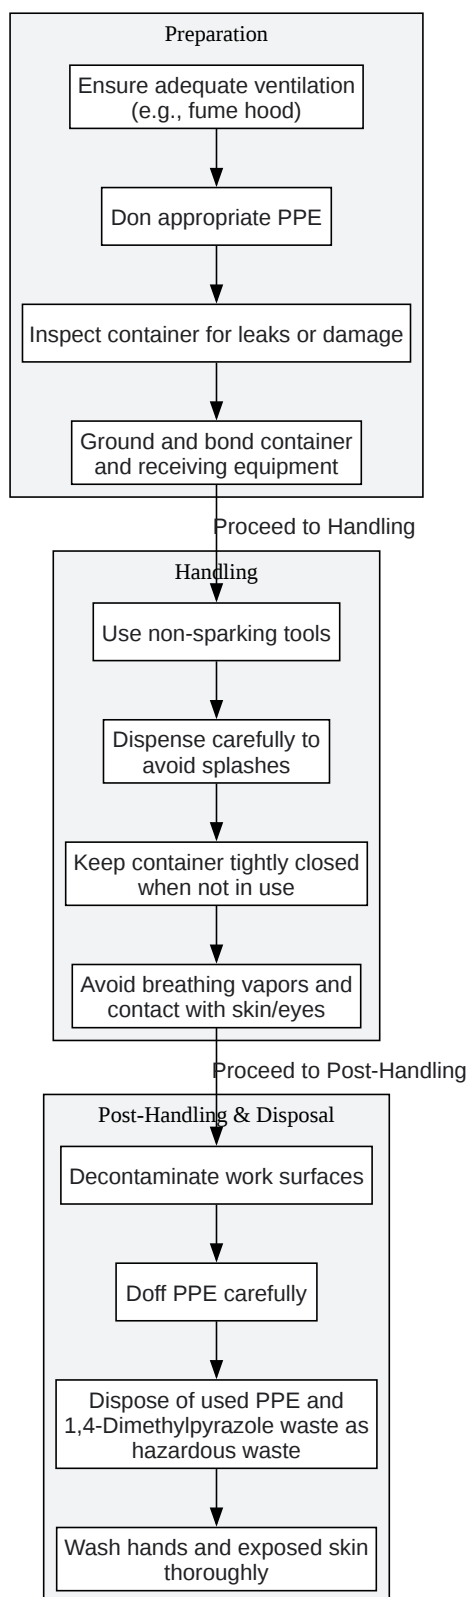 Preparation
Ensure adequate ventilation
(e.g., fume hood)
Don appropriate PPE
Inspect container for leaks or damage
Ground and bond container
and receiving equipment
Proceed to Handling
Handling
Use non-sparking tools
Dispense carefully to
avoid splashes
Keep container tightly closed
when not in use
Avoid breathing vapors and
contact with skin/eyes
Proceed to Post-Handling
Post-Handling & Disposal
Decontaminate work surfaces
Doff PPE carefully
Dispose of used PPE and
1,4-Dimethylpyrazole waste as
hazardous waste
Wash hands and exposed skin
thoroughly